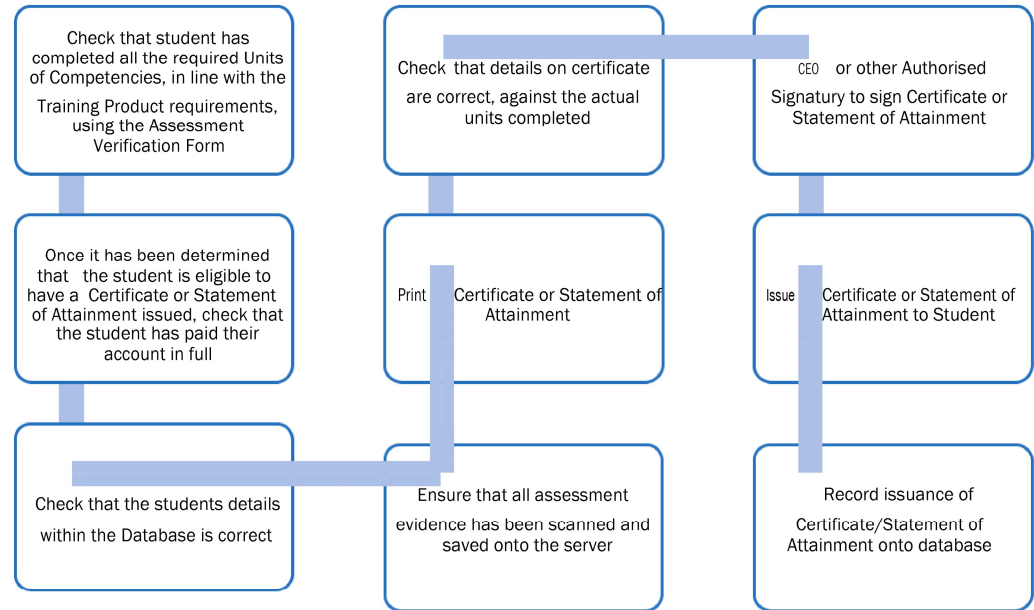 Check that student has
completed all the required Units
of Competencies, in line with the
Training Product requirements,
using the Assessment
Verification Form
Once it has been determined
that the student is eligible to
have a Certificate or Statement
of Attainment issued, check that
the student has paid their
account in full
Check that the students details
within the Database is correct
Ensure that all assessment
evidence has been scanned and
saved onto the server
Print Certificate or Statement of
Attainment
Check that details on certificate
are correct, against the actual
units completed
CEO or other Authorised
Signatury to sign Certificate or
Statement of Attainment
Issue Certificate or Statement of
Attainment to Student
Record issuance of
Certificate/Statement of
Attainment onto database